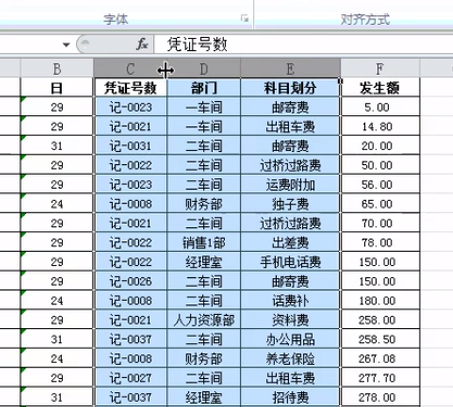 字体 对齐方式
fx 凭证号数
B C D E F
日 凭证号数 部门 科目划分 发生额
29 记-0023 一车间 邮寄费 5.00
29 记-0021 一车间 出租车费 14.80
31 记-0031 二车间 邮寄费 20.00
29 记-0022 二车间 过桥过路费 50.00
29 记-0023 二车间 运费附加 56.00
24 记-0008 财务部 独子费 65.00
29 记-0021 二车间 过桥过路费 70.00
29 记-0022 销售1部 出差费 78.00
29 记-0022 经理室 手机电话费 150.00
29 记-0026 二车间 邮寄费 150.00
24 记-0008 二车间 话费补 180.00
29 记-0021 人力资源部 资料费 258.00
31 记-0037 二车间 办公用品 258.50
24 记-0008 财务部 养老保险 267.08
29 记-0027 二车间 出租车费 277.70
31 记-0037 经理室 招待费 278.00